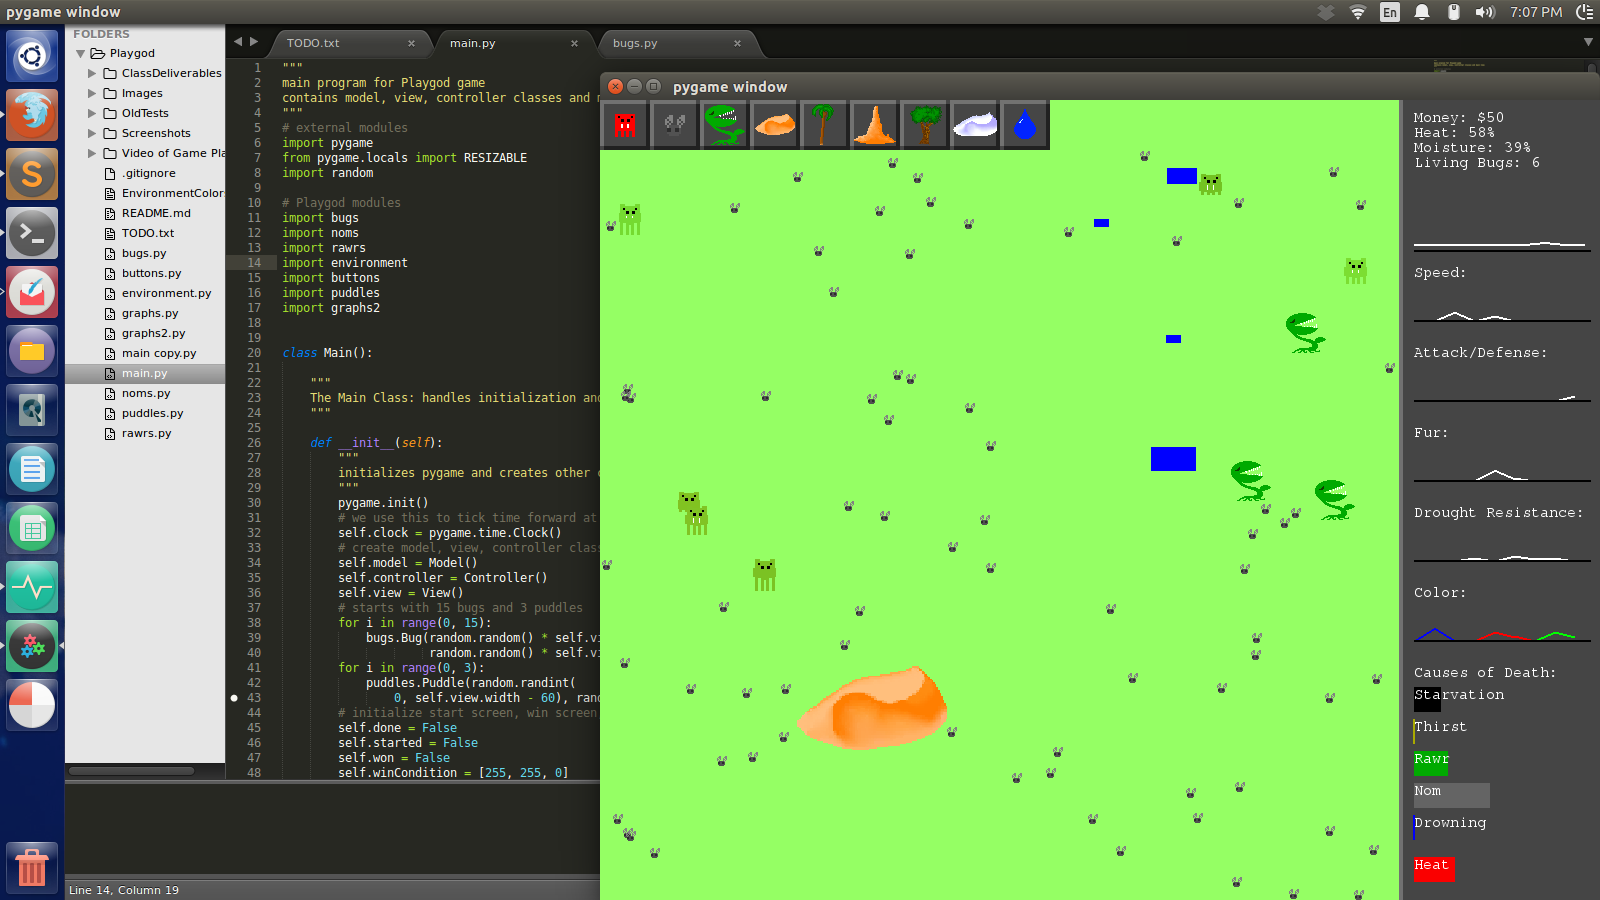 pygame window
En
7:07 PM
FOLDERS
Playgod
ClassDeliverables
Images
OldTests
Screenshots
Video of Game Pla
.gitignore
EnvironmentColor
README.md
TODO.txt
bugs.py
buttons.py
environment.py
graphs.py
graphs2.py
main copy.py
main.py
noms.py
puddles.py
rawrs.py
TODO.txt
main.py
bugs.py
1 """
2 main program for Playgod game
3 contains model, view, controller classes and m
4 """
5 # external modules
6 import pygame
7 from pygame.locals import RESIZABLE
8 import random
9
10 # Playgod modules
11 import bugs
12 import noms
13 import rawrs
14 import environment
15 import buttons
16 import puddles
17 import graphs2
18
19
20 class Main():
21
22 """
23 The Main Class: handles initialization and
24 """
25
26 def __init__(self):
27 """
28 initializes pygame and creates other c
29 """
30 pygame.init()
31 # we use this to tick time forward at
32 self.clock = pygame.time.Clock()
33 # create model, view, controller class
34 self.model = Model()
35 self.controller = Controller()
36 self.view = View()
37 # starts with 15 bugs and 3 puddles
38 for i in range(0, 15):
39 bugs.Bug(random.random() * self.vi
40 random.random() * self.vi
41 for i in range(0, 3):
42 puddles.Puddle(random.randint(
43 0, self.view.width - 60), rand
44 # initialize start screen, win screen
45 self.done = False
46 self.started = False
47 self.won = False
48 self.winCondition = [255, 255, 0]
Line 14, Column 19
pygame window
Money: $50
Heat: 58%
Moisture: 39%
Living Bugs: 6
Speed:
Attack/Defense:
Fur:
Drought Resistance:
Color:
Causes of Death:
Starvation
Thirst
Rawr
Nom
Drowning
Heat